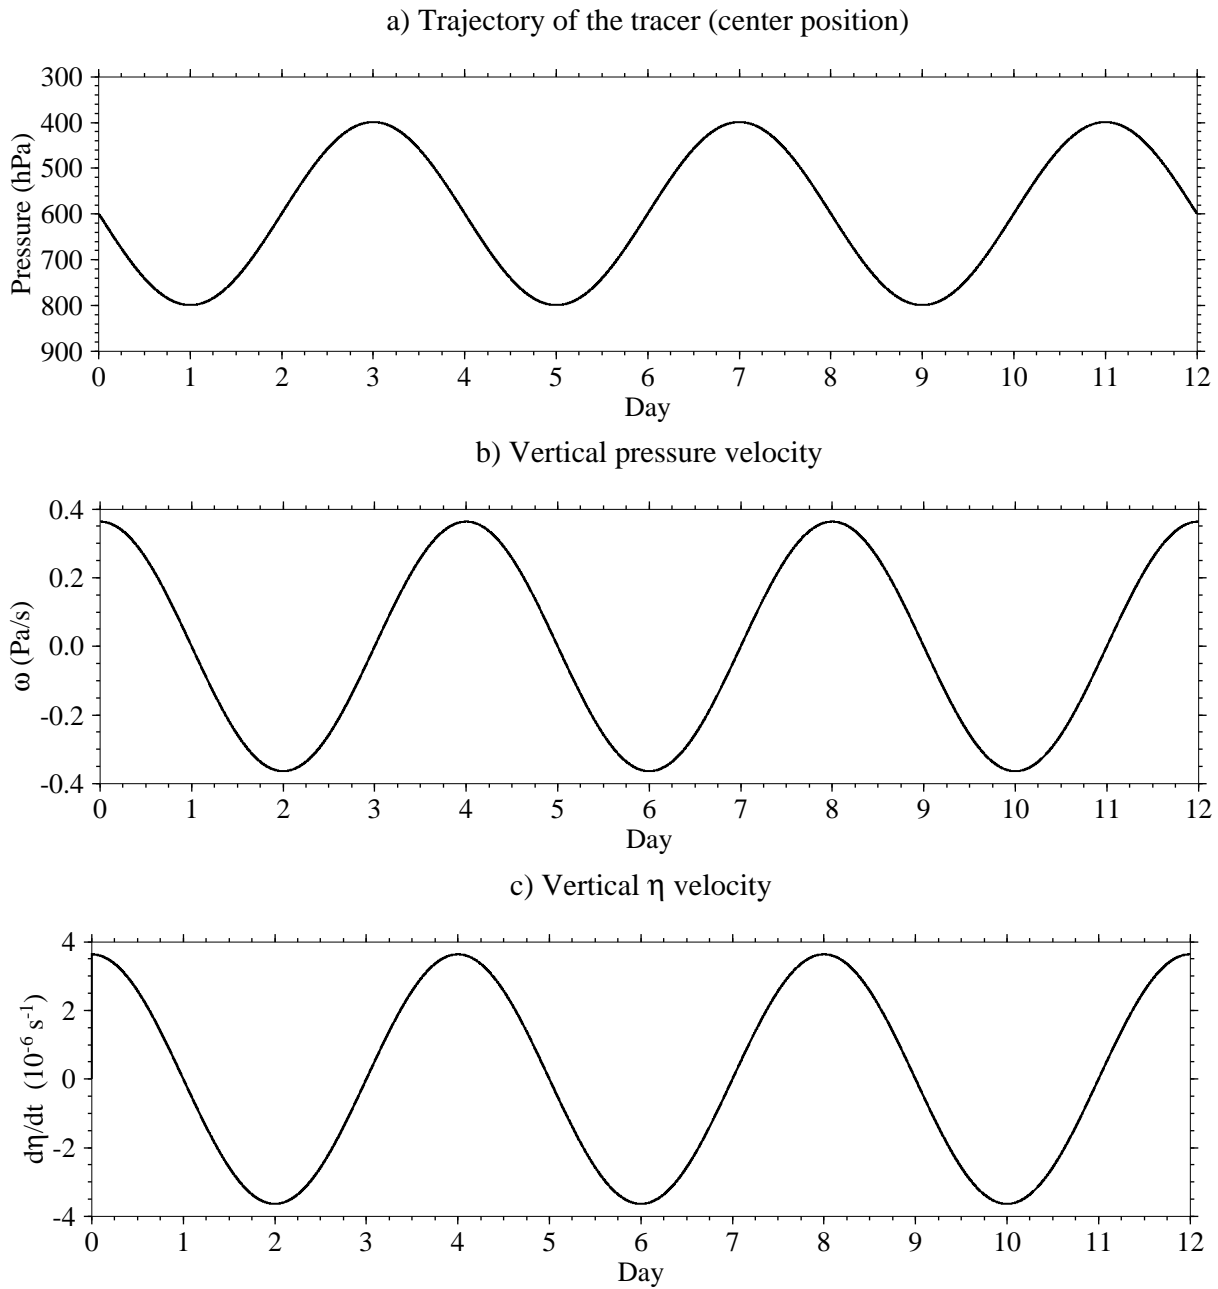 a) Trajectory of the tracer (center position)
300
400
500
600
700
800
900
Pressure (hPa)
0 1 2 3 4 5 6 7 8 9 10 11 12
Day
b) Vertical pressure velocity
0.4
0.2
0.0
-0.2
-0.4
ω (Pa/s)
0 1 2 3 4 5 6 7 8 9 10 11 12
Day
c) Vertical η velocity
4
2
0
-2
-4
dη/dt (10⁻⁶ s⁻¹)
0 1 2 3 4 5 6 7 8 9 10 11 12
Day